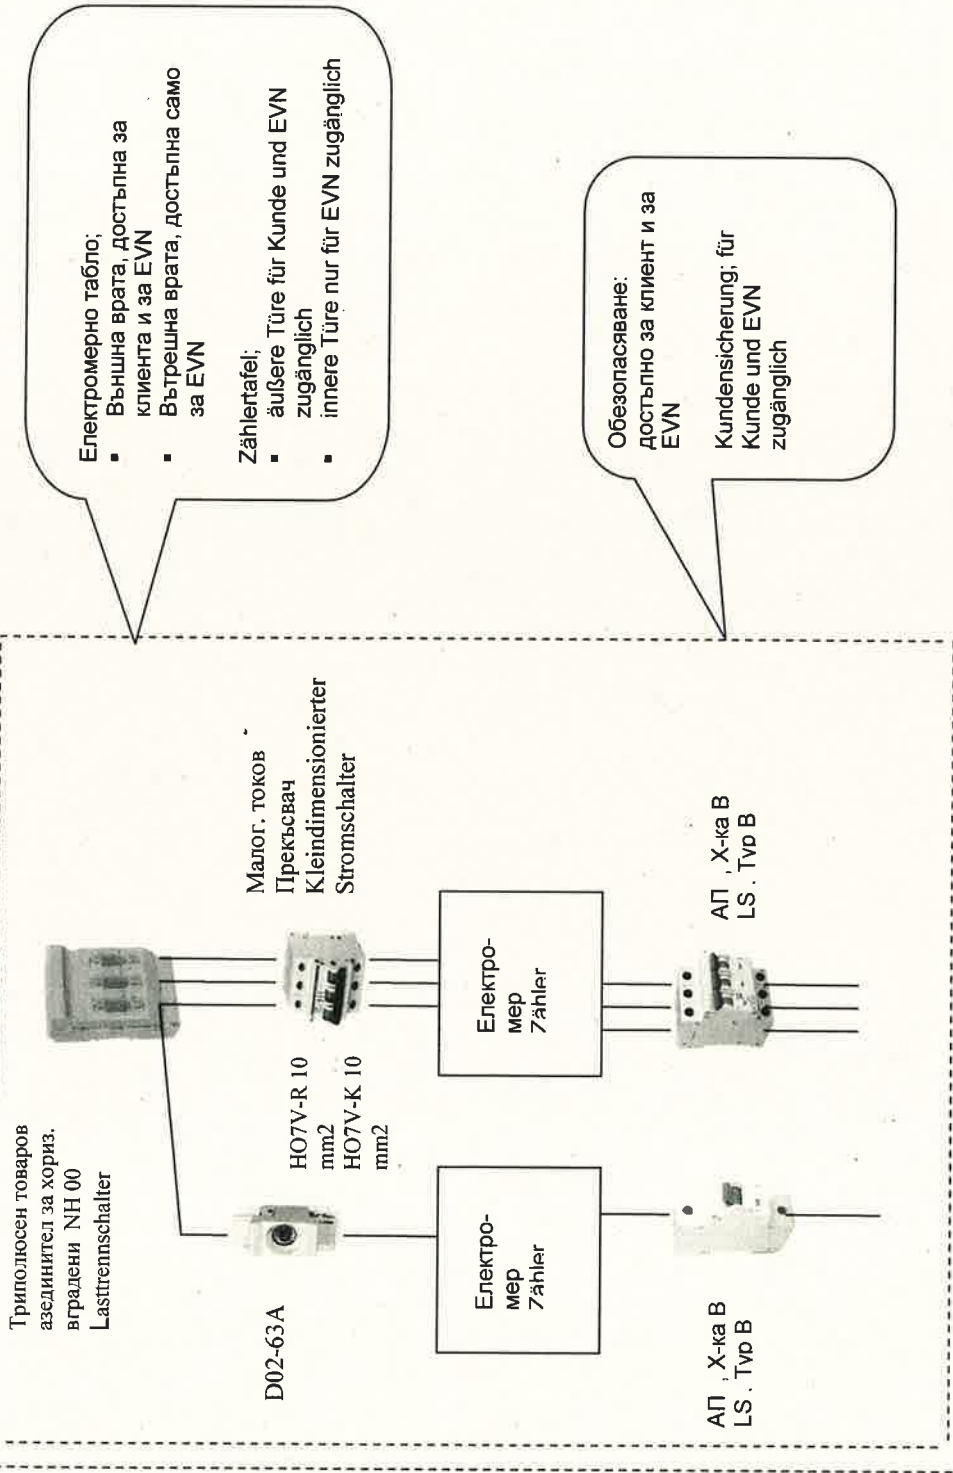 Триполюсен товаров
азединител за хориз.
вградени NH 00
Lasttrennschalter
D02-63A
HO7V-R 10
mm2
HO7V-K 10
mm2
Малог. токов
Прекъсвач
Kleindimensionierter
Stromschalter
Електро-
мер
Zähler
Електро-
мер
Zähler
АП , Х-ка В
LS . Typ B
АП , Х-ка В
LS . Typ B
Електромерно табло;
▪ Външна врата, достъпна за
клиента и за EVN
▪ Вътрешна врата, достъпна само
за EVN
Zählertafel;
▪ äußere Türe für Kunde und EVN
zugänglich
▪ innere Türe nur für EVN zugänglich
Обезопасяване:
достъпно за клиент и за
EVN
Kundensicherung; für
Kunde und EVN
zugänglich